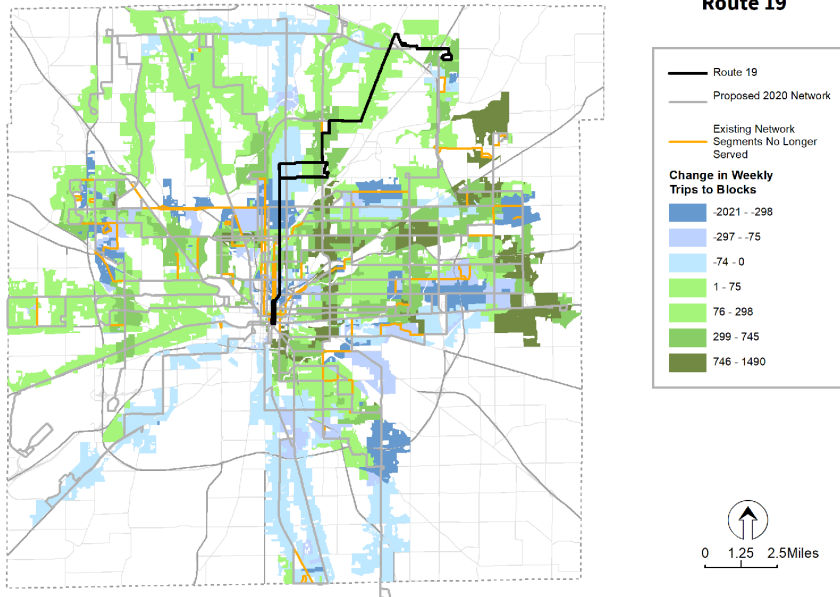 Route 19
Route 19
Proposed 2020 Network
Existing Network
Segments No Longer
Served
Change in Weekly
Trips to Blocks
-2021 - -298
-297 - -75
-74 - 0
1 - 75
76 - 298
299 - 745
746 - 1490
0 1.25 2.5Miles